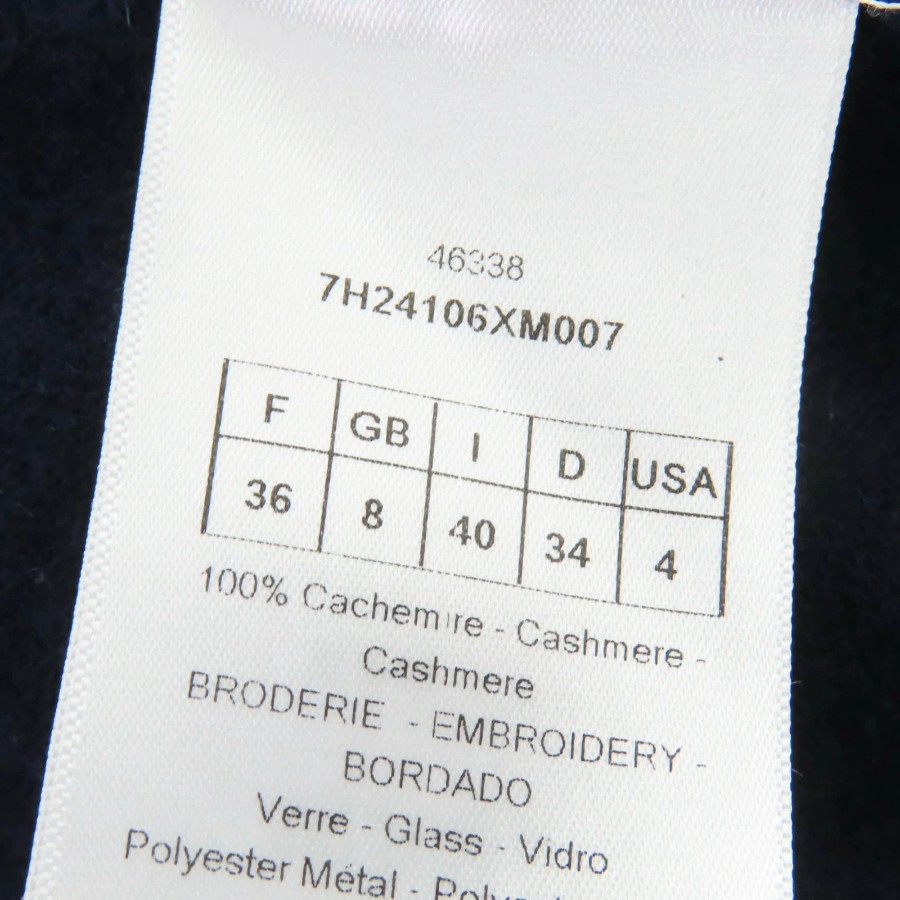 46338
7H24106XM007
F GB I D USA
36 8 40 34 4
100% Cachemire - Cashmere -
Cashmere
BRODERIE - EMBROIDERY -
BORDADO
Verre - Glass - Vidro
Polyester Métal -